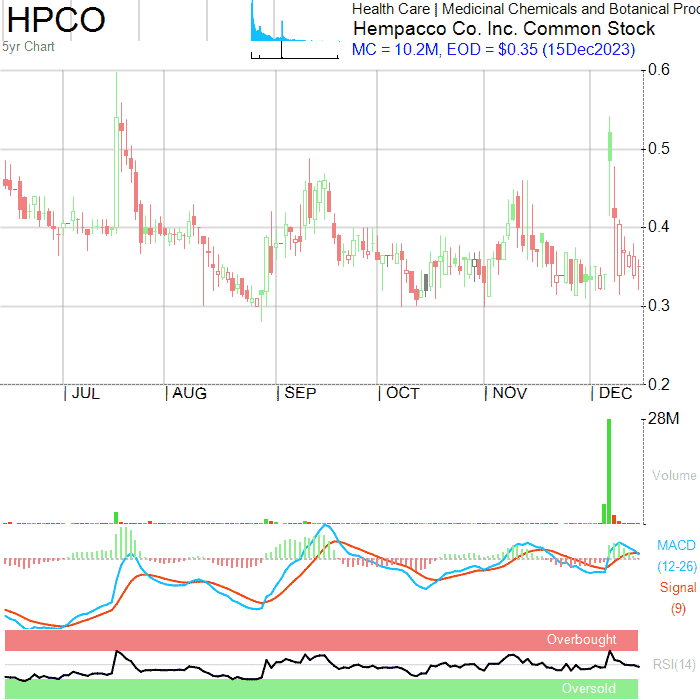 HPCO
5yr Chart
Health Care | Medicinal Chemicals and Botanical Proc
Hempacco Co. Inc. Common Stock
MC = 10.2M, EOD = $0.35 (15Dec2023)
0.6
0.5
0.4
0.3
0.2
JUL AUG SEP OCT NOV DEC
28M
Volume
MACD
(12-26)
Signal
(9)
Overbought
RSI(14)
Oversold